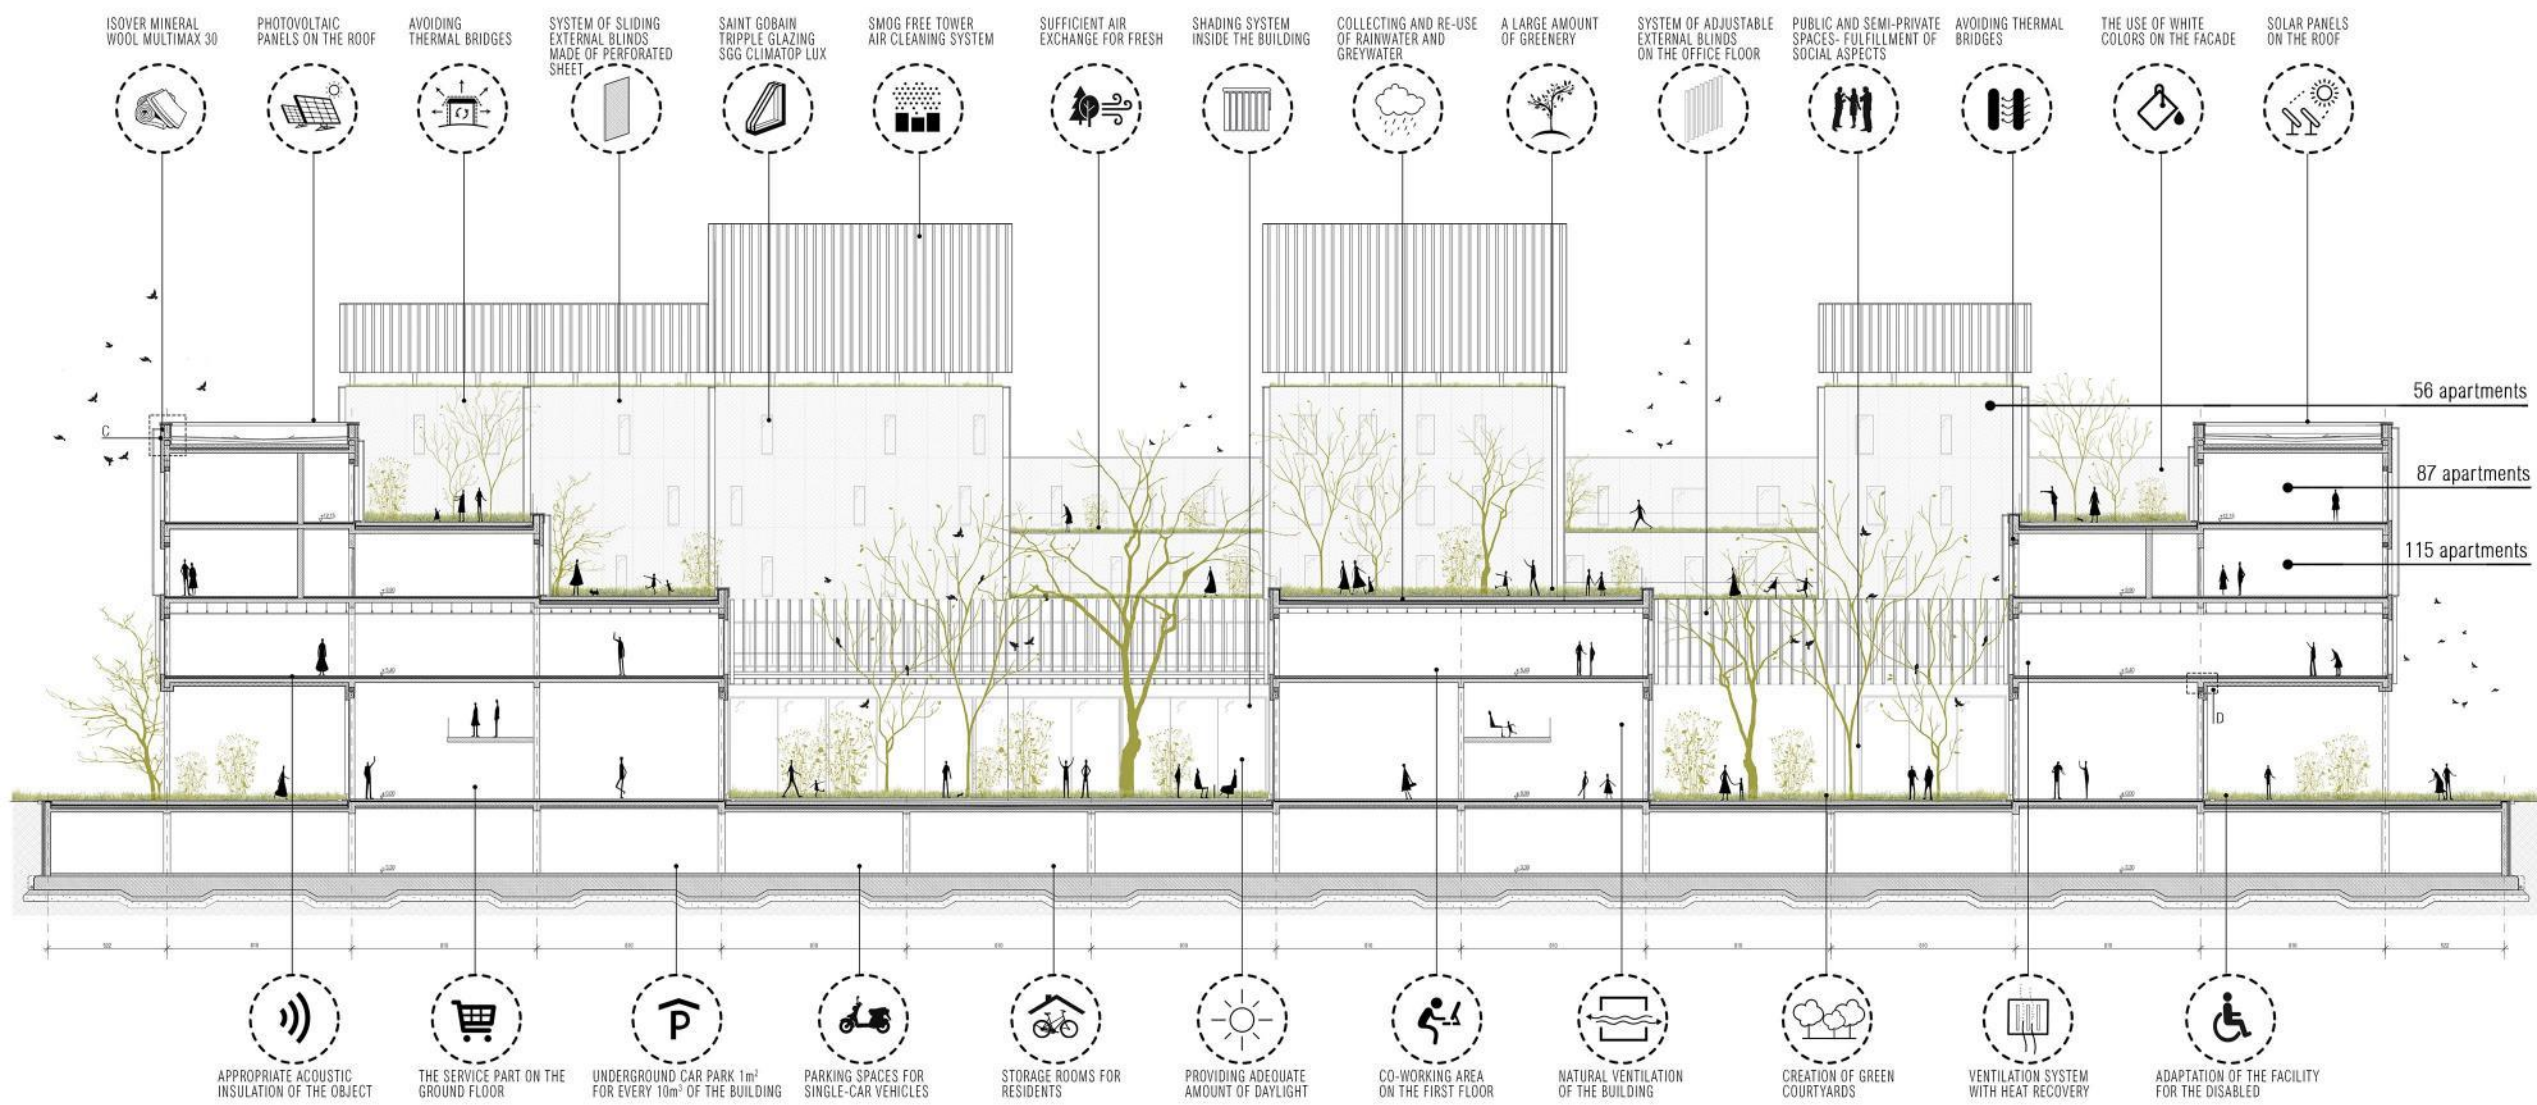 ISOVER MINERAL
WOOL MULTIMAX 30
PHOTOVOLTAIC
PANELS ON THE ROOF
AVOIDING
THERMAL BRIDGES
SYSTEM OF SLIDING
EXTERNAL BLINDS
MADE OF PERFORATED
SHEET
SAINT GOBAIN
TRIPPLE GLAZING
SGG CLIMATOP LUX
SMOG FREE TOWER
AIR CLEANING SYSTEM
SUFFICIENT AIR
EXCHANGE FOR FRESH
SHADING SYSTEM
INSIDE THE BUILDING
COLLECTING AND RE-USE
OF RAINWATER AND
GREYWATER
A LARGE AMOUNT
OF GREENERY
SYSTEM OF ADJUSTABLE
EXTERNAL BLINDS
ON THE OFFICE FLOOR
PUBLIC AND SEMI-PRIVATE
SPACES- FULFILLMENT OF
SOCIAL ASPECTS
AVOIDING THERMAL
BRIDGES
THE USE OF WHITE
COLORS ON THE FACADE
SOLAR PANELS
ON THE ROOF
56 apartments
C
87 apartments
115 apartments
D
P
APPROPRIATE ACOUSTIC
INSULATION OF THE OBJECT
THE SERVICE PART ON THE
GROUND FLOOR
UNDERGROUND CAR PARK 1m²
FOR EVERY 10m³ OF THE BUILDING
PARKING SPACES FOR
SINGLE-CAR VEHICLES
STORAGE ROOMS FOR
RESIDENTS
PROVIDING ADEQUATE
AMOUNT OF DAYLIGHT
CO-WORKING AREA
ON THE FIRST FLOOR
NATURAL VENTILATION
OF THE BUILDING
CREATION OF GREEN
COURTYARDS
VENTILATION SYSTEM
WITH HEAT RECOVERY
ADAPTATION OF THE FACILITY
FOR THE DISABLED